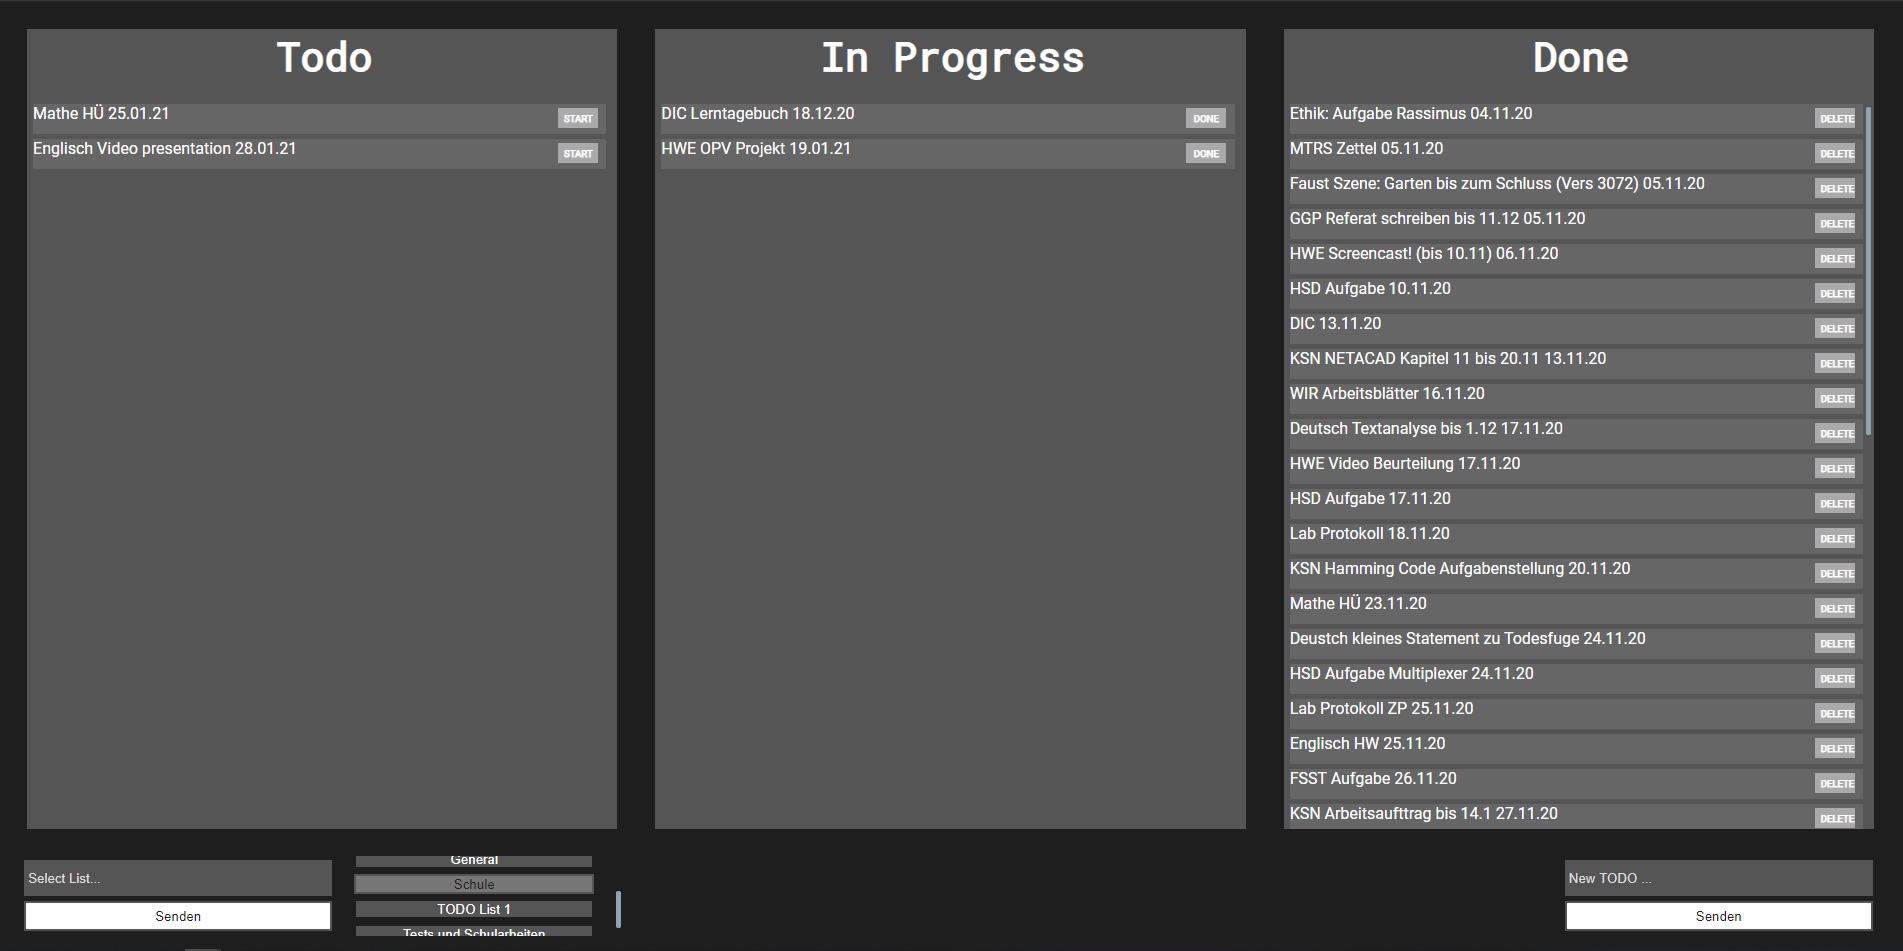 Todo
Mathe HÜ 25.01.21 START
Englisch Video presentation 28.01.21 START
In Progress
DIC Lerntagebuch 18.12.20 DONE
HWE OPV Projekt 19.01.21 DONE
Done
Ethik: Aufgabe Rassimus 04.11.20 DELETE
MTRS Zettel 05.11.20 DELETE
Faust Szene: Garten bis zum Schluss (Vers 3072) 05.11.20 DELETE
GGP Referat schreiben bis 11.12 05.11.20 DELETE
HWE Screencast! (bis 10.11) 06.11.20 DELETE
HSD Aufgabe 10.11.20 DELETE
DIC 13.11.20 DELETE
KSN NETACAD Kapitel 11 bis 20.11 13.11.20 DELETE
WIR Arbeitsblätter 16.11.20 DELETE
Deutsch Textanalyse bis 1.12 17.11.20 DELETE
HWE Video Beurteilung 17.11.20 DELETE
HSD Aufgabe 17.11.20 DELETE
Lab Protokoll 18.11.20 DELETE
KSN Hamming Code Aufgabenstellung 20.11.20 DELETE
Mathe HÜ 23.11.20 DELETE
Deustch kleines Statement zu Todesfuge 24.11.20 DELETE
HSD Aufgabe Multiplexer 24.11.20 DELETE
Lab Protokoll ZP 25.11.20 DELETE
Englisch HW 25.11.20 DELETE
FSST Aufgabe 26.11.20 DELETE
KSN Arbeitsaufttrag bis 14.1 27.11.20 DELETE
Select List...
Senden
General
Schule
TODO List 1
Tests und Schularbeiten
New TODO ...
Senden